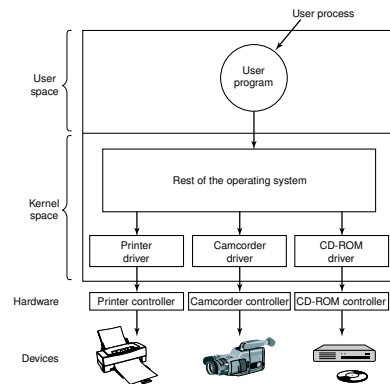 User process
User
space
User
program
Rest of the operating system
Kernel
space
Printer
driver
Camcorder
driver
CD-ROM
driver
Hardware
Printer controller
Camcorder controller
CD-ROM controller
Devices